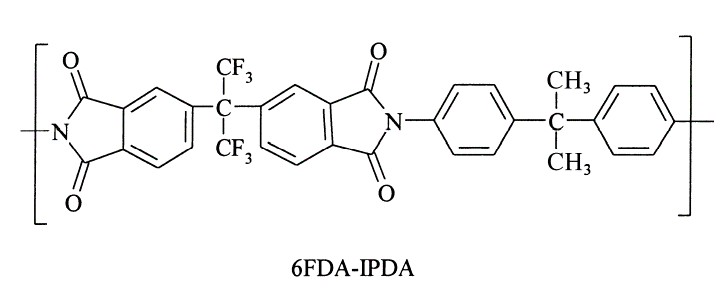 O O
CF₃ CH₃
N C N C
CF₃ CH₃
O O
6FDA-IPDA